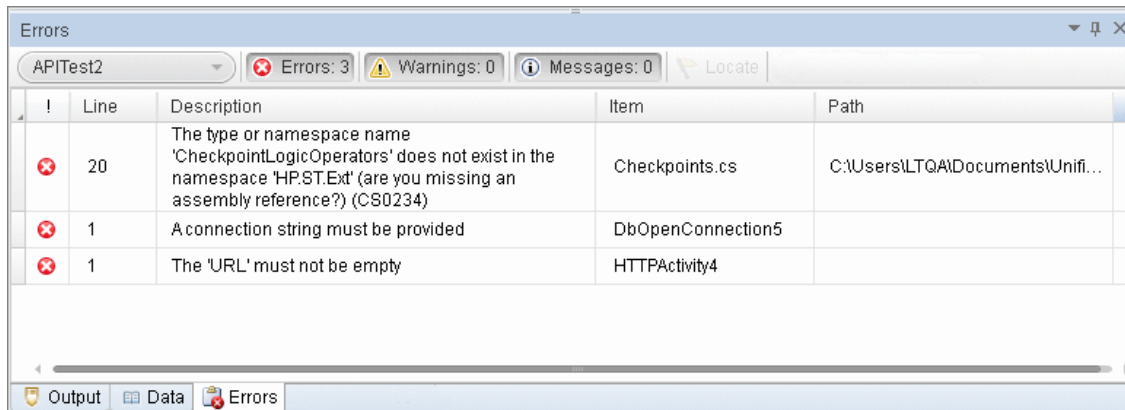 Errors
APITest2 Errors: 3 Warnings: 0 Messages: 0 Locate
! Line Description Item Path
20 The type or namespace name
'CheckpointLogicOperators' does not exist in the
namespace 'HP.ST.Ext' (are you missing an
assembly reference?) (CS0234)
Checkpoints.cs C:\Users\LTQA\Documents\Unifi...
1 A connection string must be provided DbOpenConnection5
1 The 'URL' must not be empty HTTPActivity4
Output Data Errors